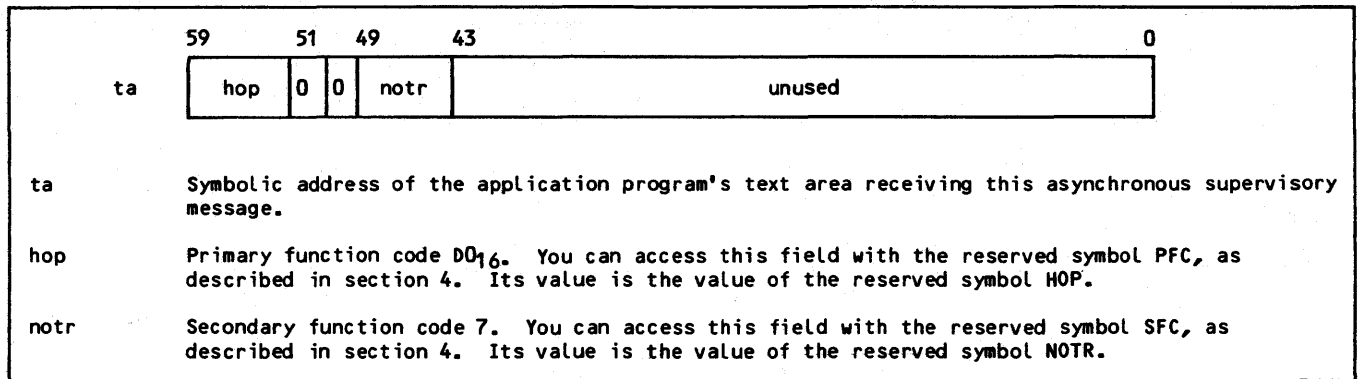 59 51 49 43 0
ta hop 0 0 notr unused
ta Symbolic address of the application program's text area receiving this asynchronous supervisory
message.
hop Primary function code D0₁₆. You can access this field with the reserved symbol PFC, as
described in section 4. Its value is the value of the reserved symbol HOP.
notr Secondary function code 7. You can access this field with the reserved symbol SFC, as
described in section 4. Its value is the value of the reserved symbol NOTR.